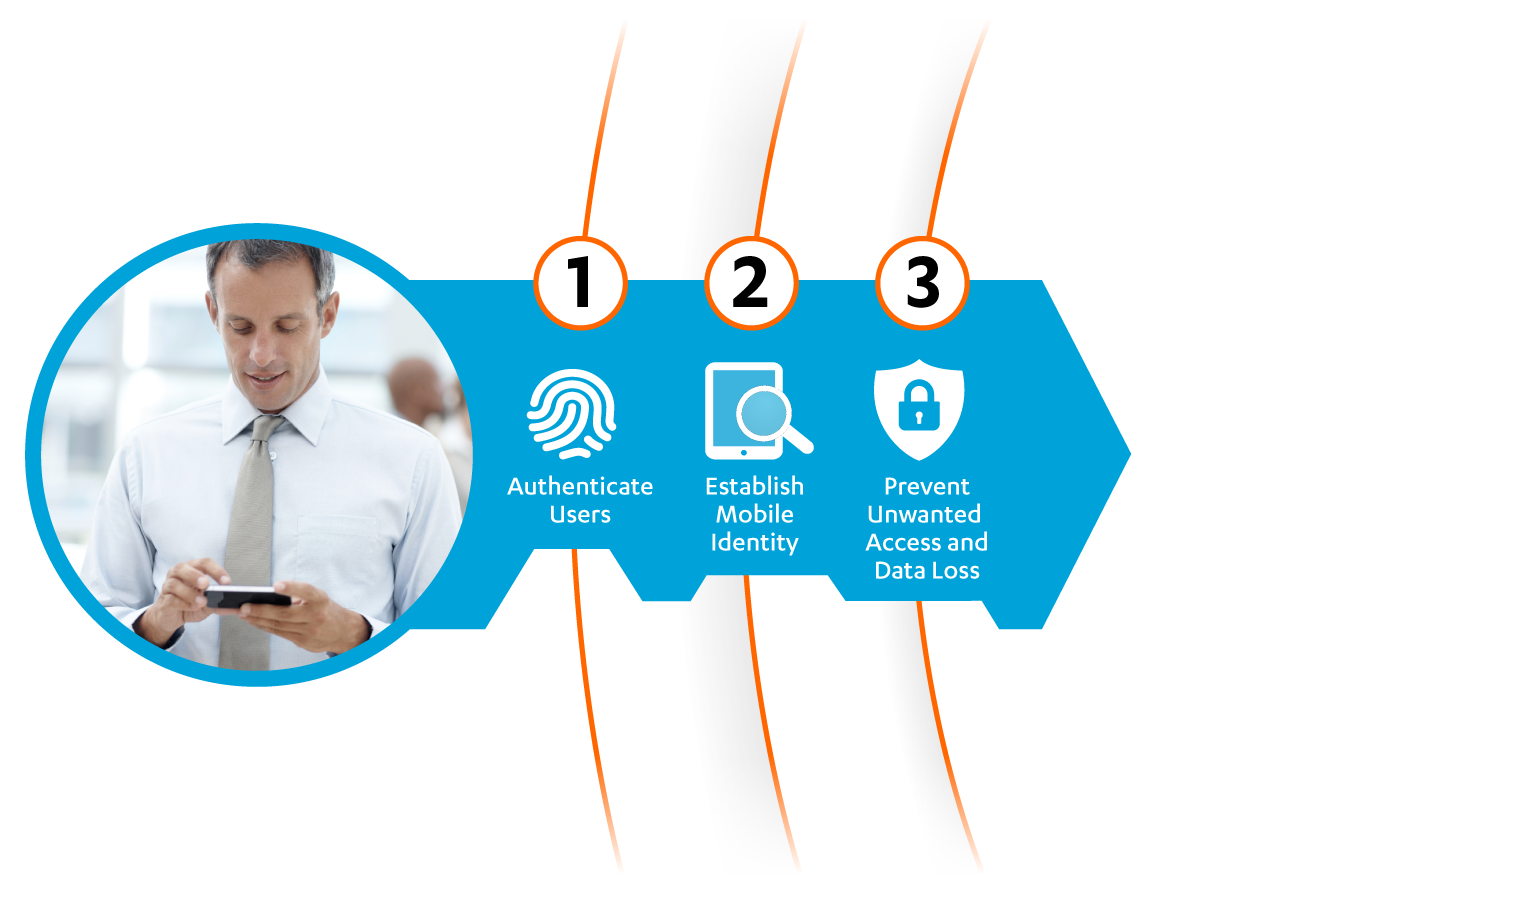 1
Authenticate
Users
2
Establish
Mobile
Identity
3
Prevent
Unwanted
Access and
Data Loss